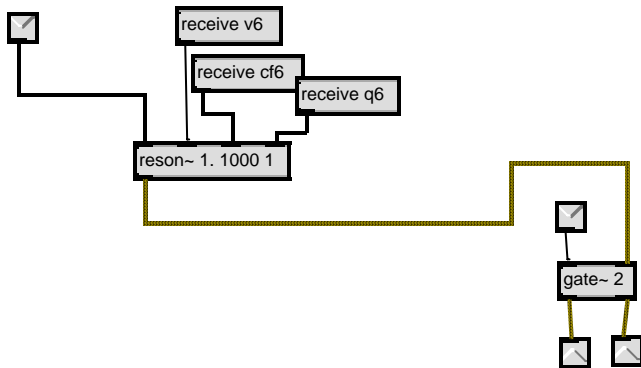 receive v6
receive cf6
receive q6
reson~ 1. 1000 1
gate~ 2